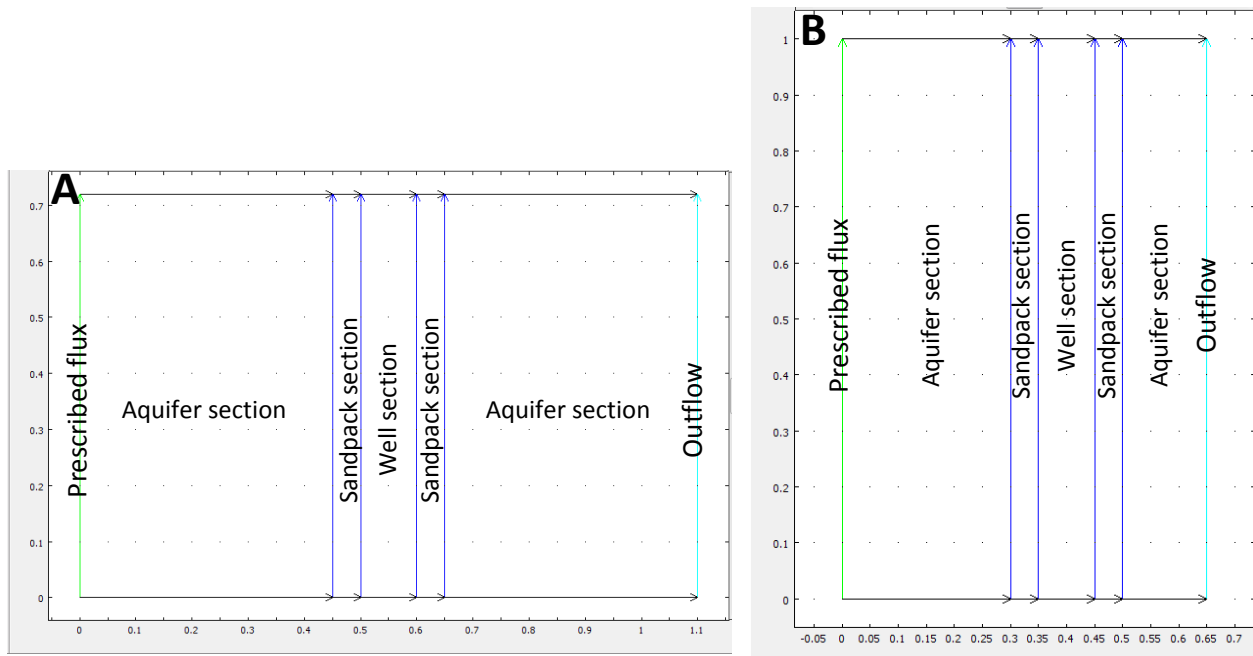 A
0.7
0.6
0.5
0.4
0.3
0.2
0.1
0
Prescribed flux
Aquifer section
Sandpack section
Well section
Sandpack section
Aquifer section
Outflow
0 0.1 0.2 0.3 0.4 0.5 0.6 0.7 0.8 0.9 1 1.1
B
1
0.9
0.8
0.7
0.6
0.5
0.4
0.3
0.2
0.1
0
Prescribed flux
Aquifer section
Sandpack section
Well section
Sandpack section
Aquifer section
Outflow
-0.05 0 0.05 0.1 0.15 0.2 0.25 0.3 0.35 0.4 0.45 0.5 0.55 0.6 0.65 0.7